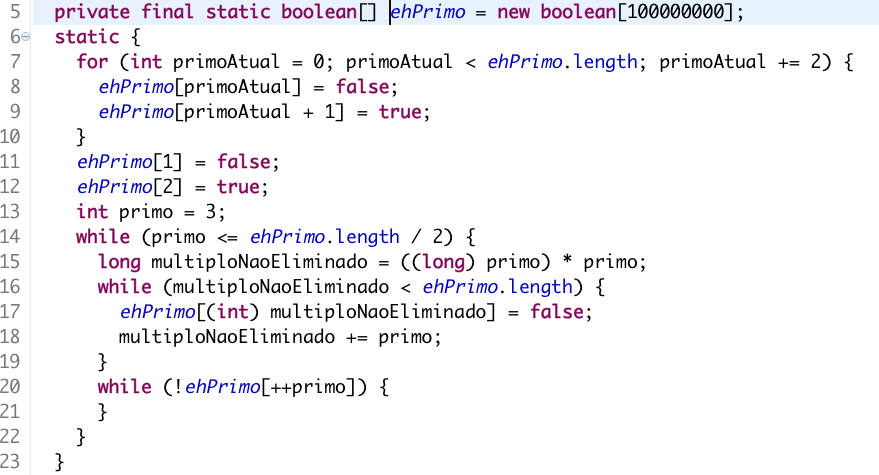 5 private final static boolean[] ehPrimo = new boolean[100000000];
6 static {
7 for (int primoAtual = 0; primoAtual < ehPrimo.length; primoAtual += 2) {
8 ehPrimo[primoAtual] = false;
9 ehPrimo[primoAtual + 1] = true;
10 }
11 ehPrimo[1] = false;
12 ehPrimo[2] = true;
13 int primo = 3;
14 while (primo <= ehPrimo.length / 2) {
15 long multiploNaoEliminado = ((long) primo) * primo;
16 while (multiploNaoEliminado < ehPrimo.length) {
17 ehPrimo[(int) multiploNaoEliminado] = false;
18 multiploNaoEliminado += primo;
19 }
20 while (!ehPrimo[++primo]) {
21 }
22 }
23 }